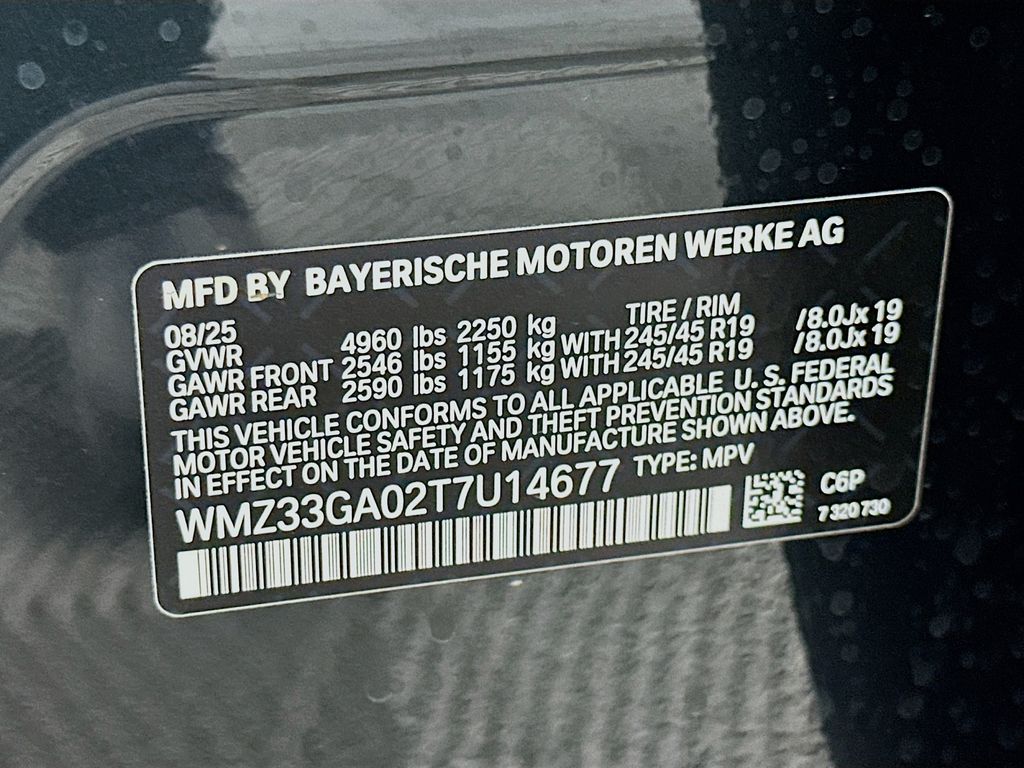 MFD BY BAYERISCHE MOTOREN WERKE AG
08/25 TIRE / RIM
GVWR 4960 lbs 2250 kg
GAWR FRONT 2546 lbs 1155 kg WITH 245/45 R19 /8.0Jx 19
GAWR REAR 2590 lbs 1175 kg WITH 245/45 R19 /8.0Jx 19
THIS VEHICLE CONFORMS TO ALL APPLICABLE U. S. FEDERAL
MOTOR VEHICLE SAFETY AND THEFT PREVENTION STANDARDS
IN EFFECT ON THE DATE OF MANUFACTURE SHOWN ABOVE.
WMZ33GA02T7U14677 TYPE: MPV
C6P
7 320 730